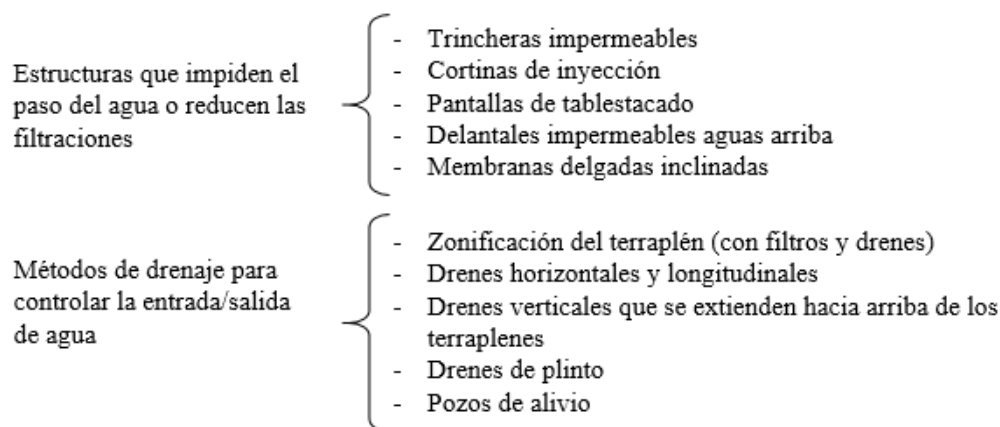 Estructuras que impiden el
paso del agua o reducen las
filtraciones
- Trincheras impermeables
- Cortinas de inyección
- Pantallas de tablestacado
- Delantales impermeables aguas arriba
- Membranas delgadas inclinadas
Métodos de drenaje para
controlar la entrada/salida
de agua
- Zonificación del terraplén (con filtros y drenes)
- Drenes horizontales y longitudinales
- Drenes verticales que se extienden hacia arriba de los
terraplenes
- Drenes de plinto
- Pozos de alivio